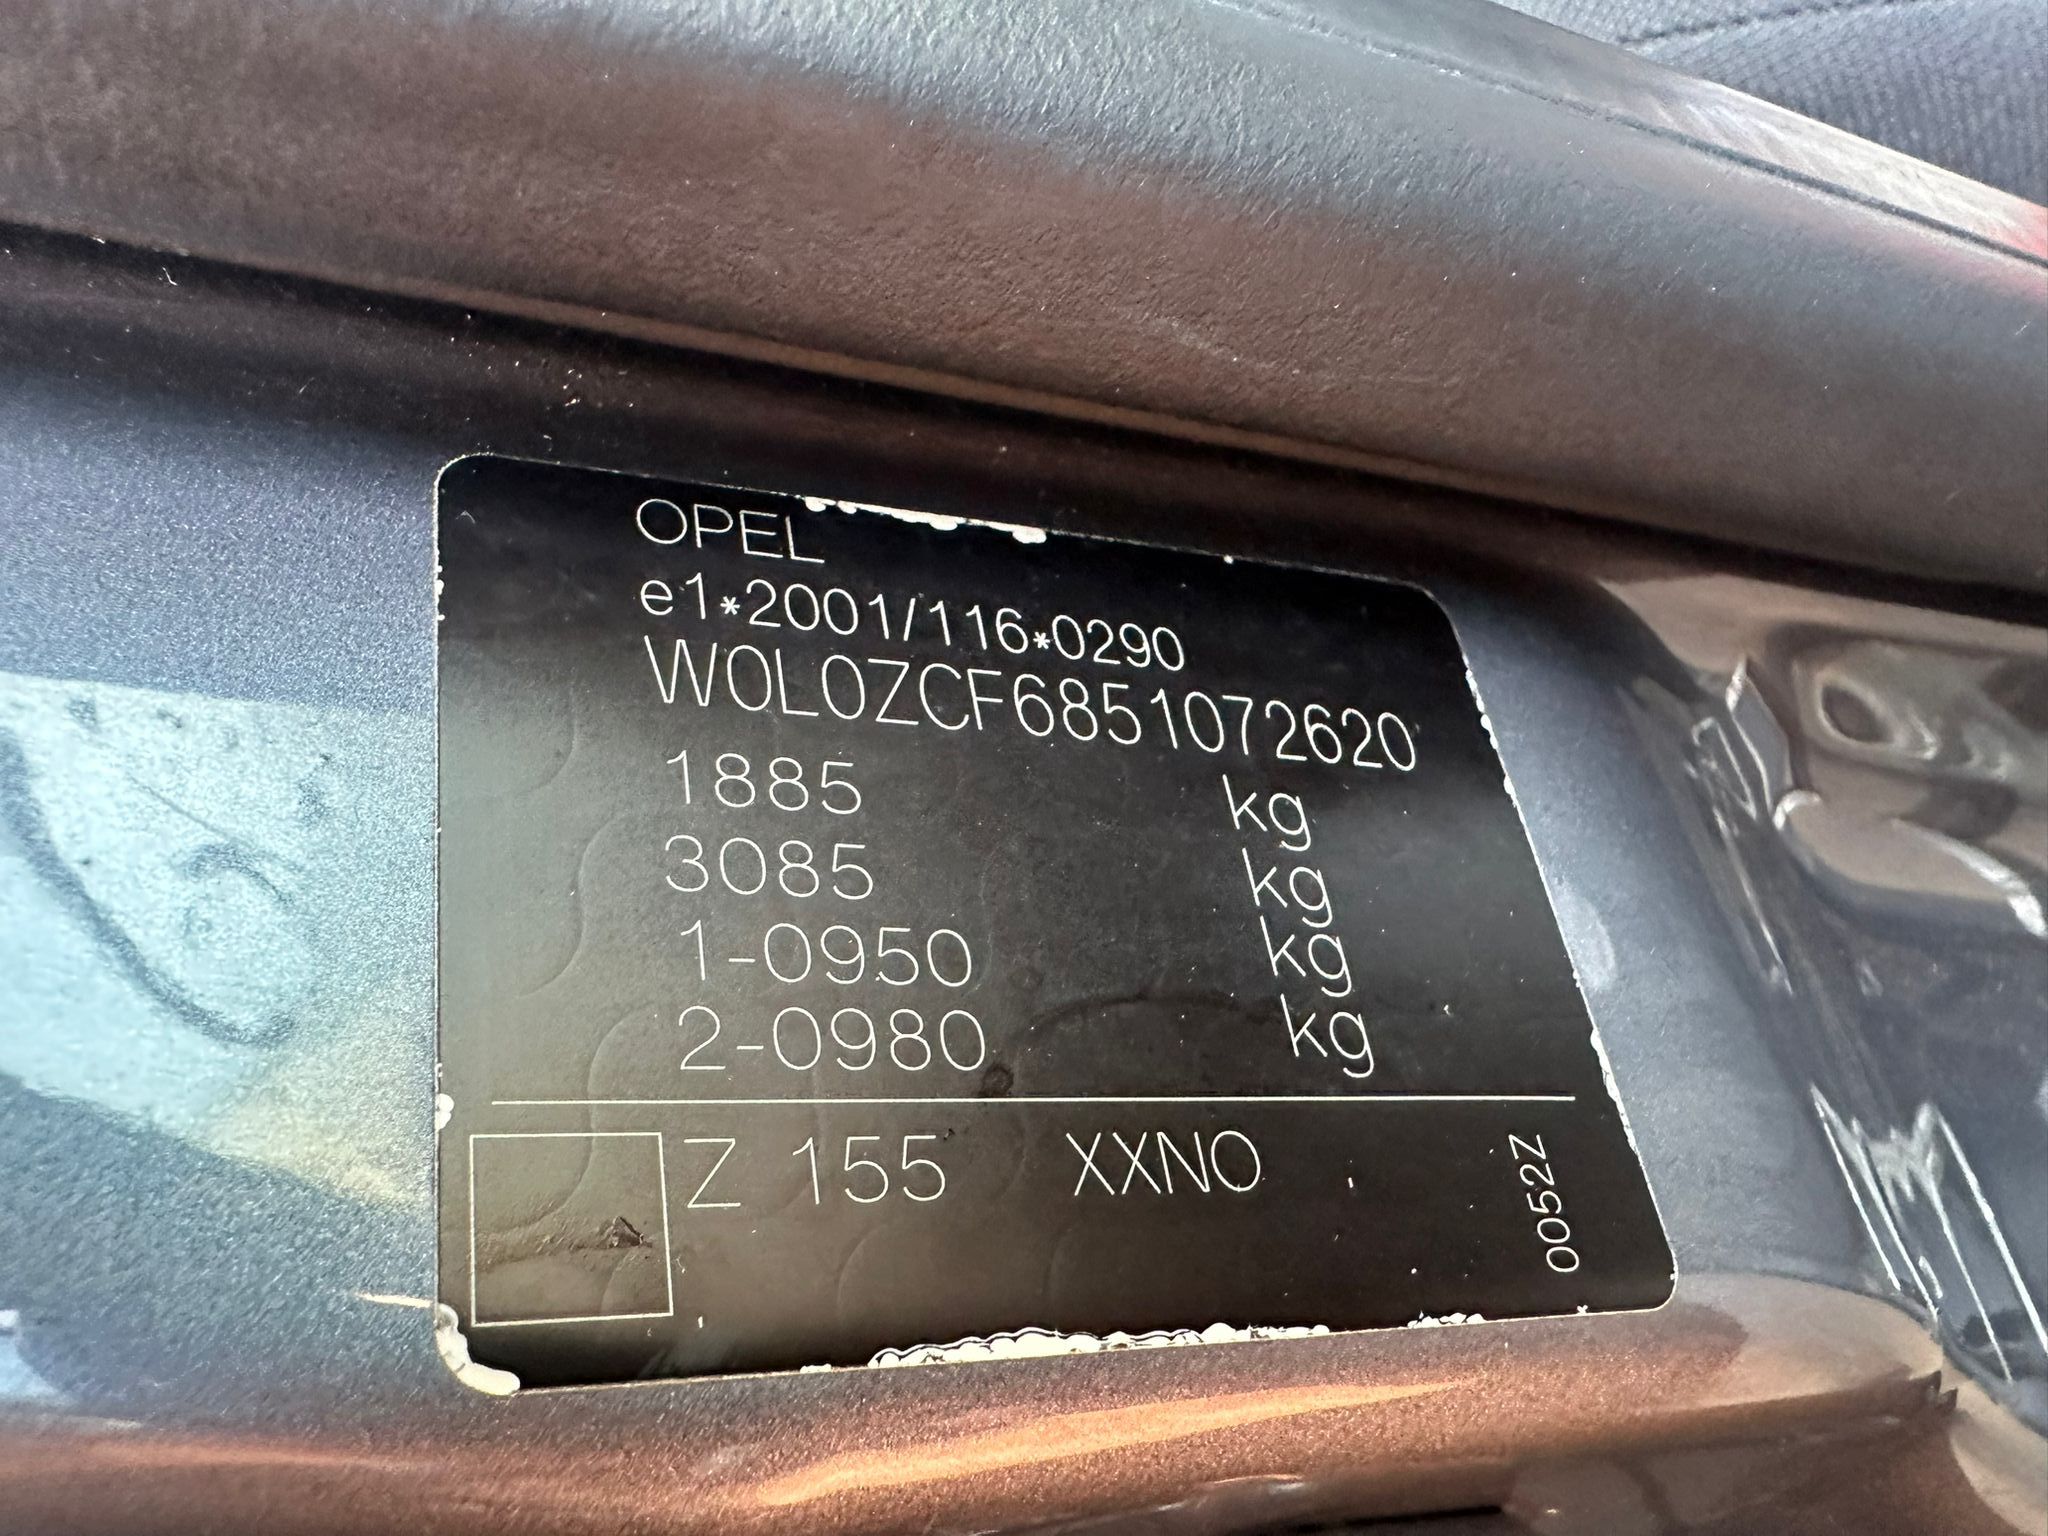 OPEL
e1*2001/116*0290
W0L0ZCF6851072620
1885 kg
3085 kg
1-0950 kg
2-0980 kg
Z 155 XXNO
0052Z